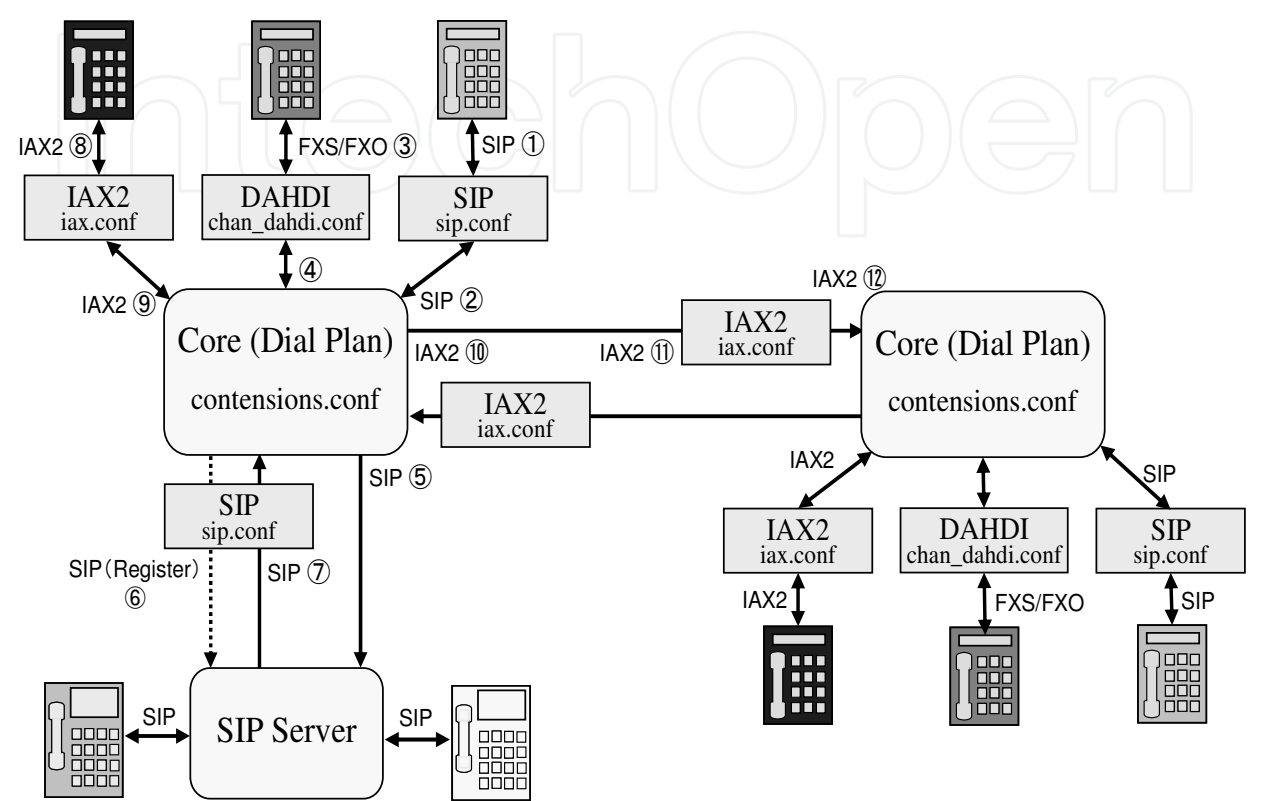 IntechOpen
IAX2 ⑧
FXS/FXO ③
SIP ①
IAX2
iax.conf
DAHDI
chan_dahdi.conf
SIP
sip.conf
IAX2 ⑨
④
SIP ②
IAX2 ⑫
Core (Dial Plan)
contensions.conf
IAX2 ⑩
IAX2 ⑪
IAX2
iax.conf
Core (Dial Plan)
contensions.conf
IAX2
iax.conf
SIP ⑤
SIP
sip.conf
SIP（Register）
⑥
SIP ⑦
IAX2
SIP
IAX2
iax.conf
DAHDI
chan_dahdi.conf
SIP
sip.conf
IAX2
FXS/FXO
SIP
SIP
SIP Server
SIP